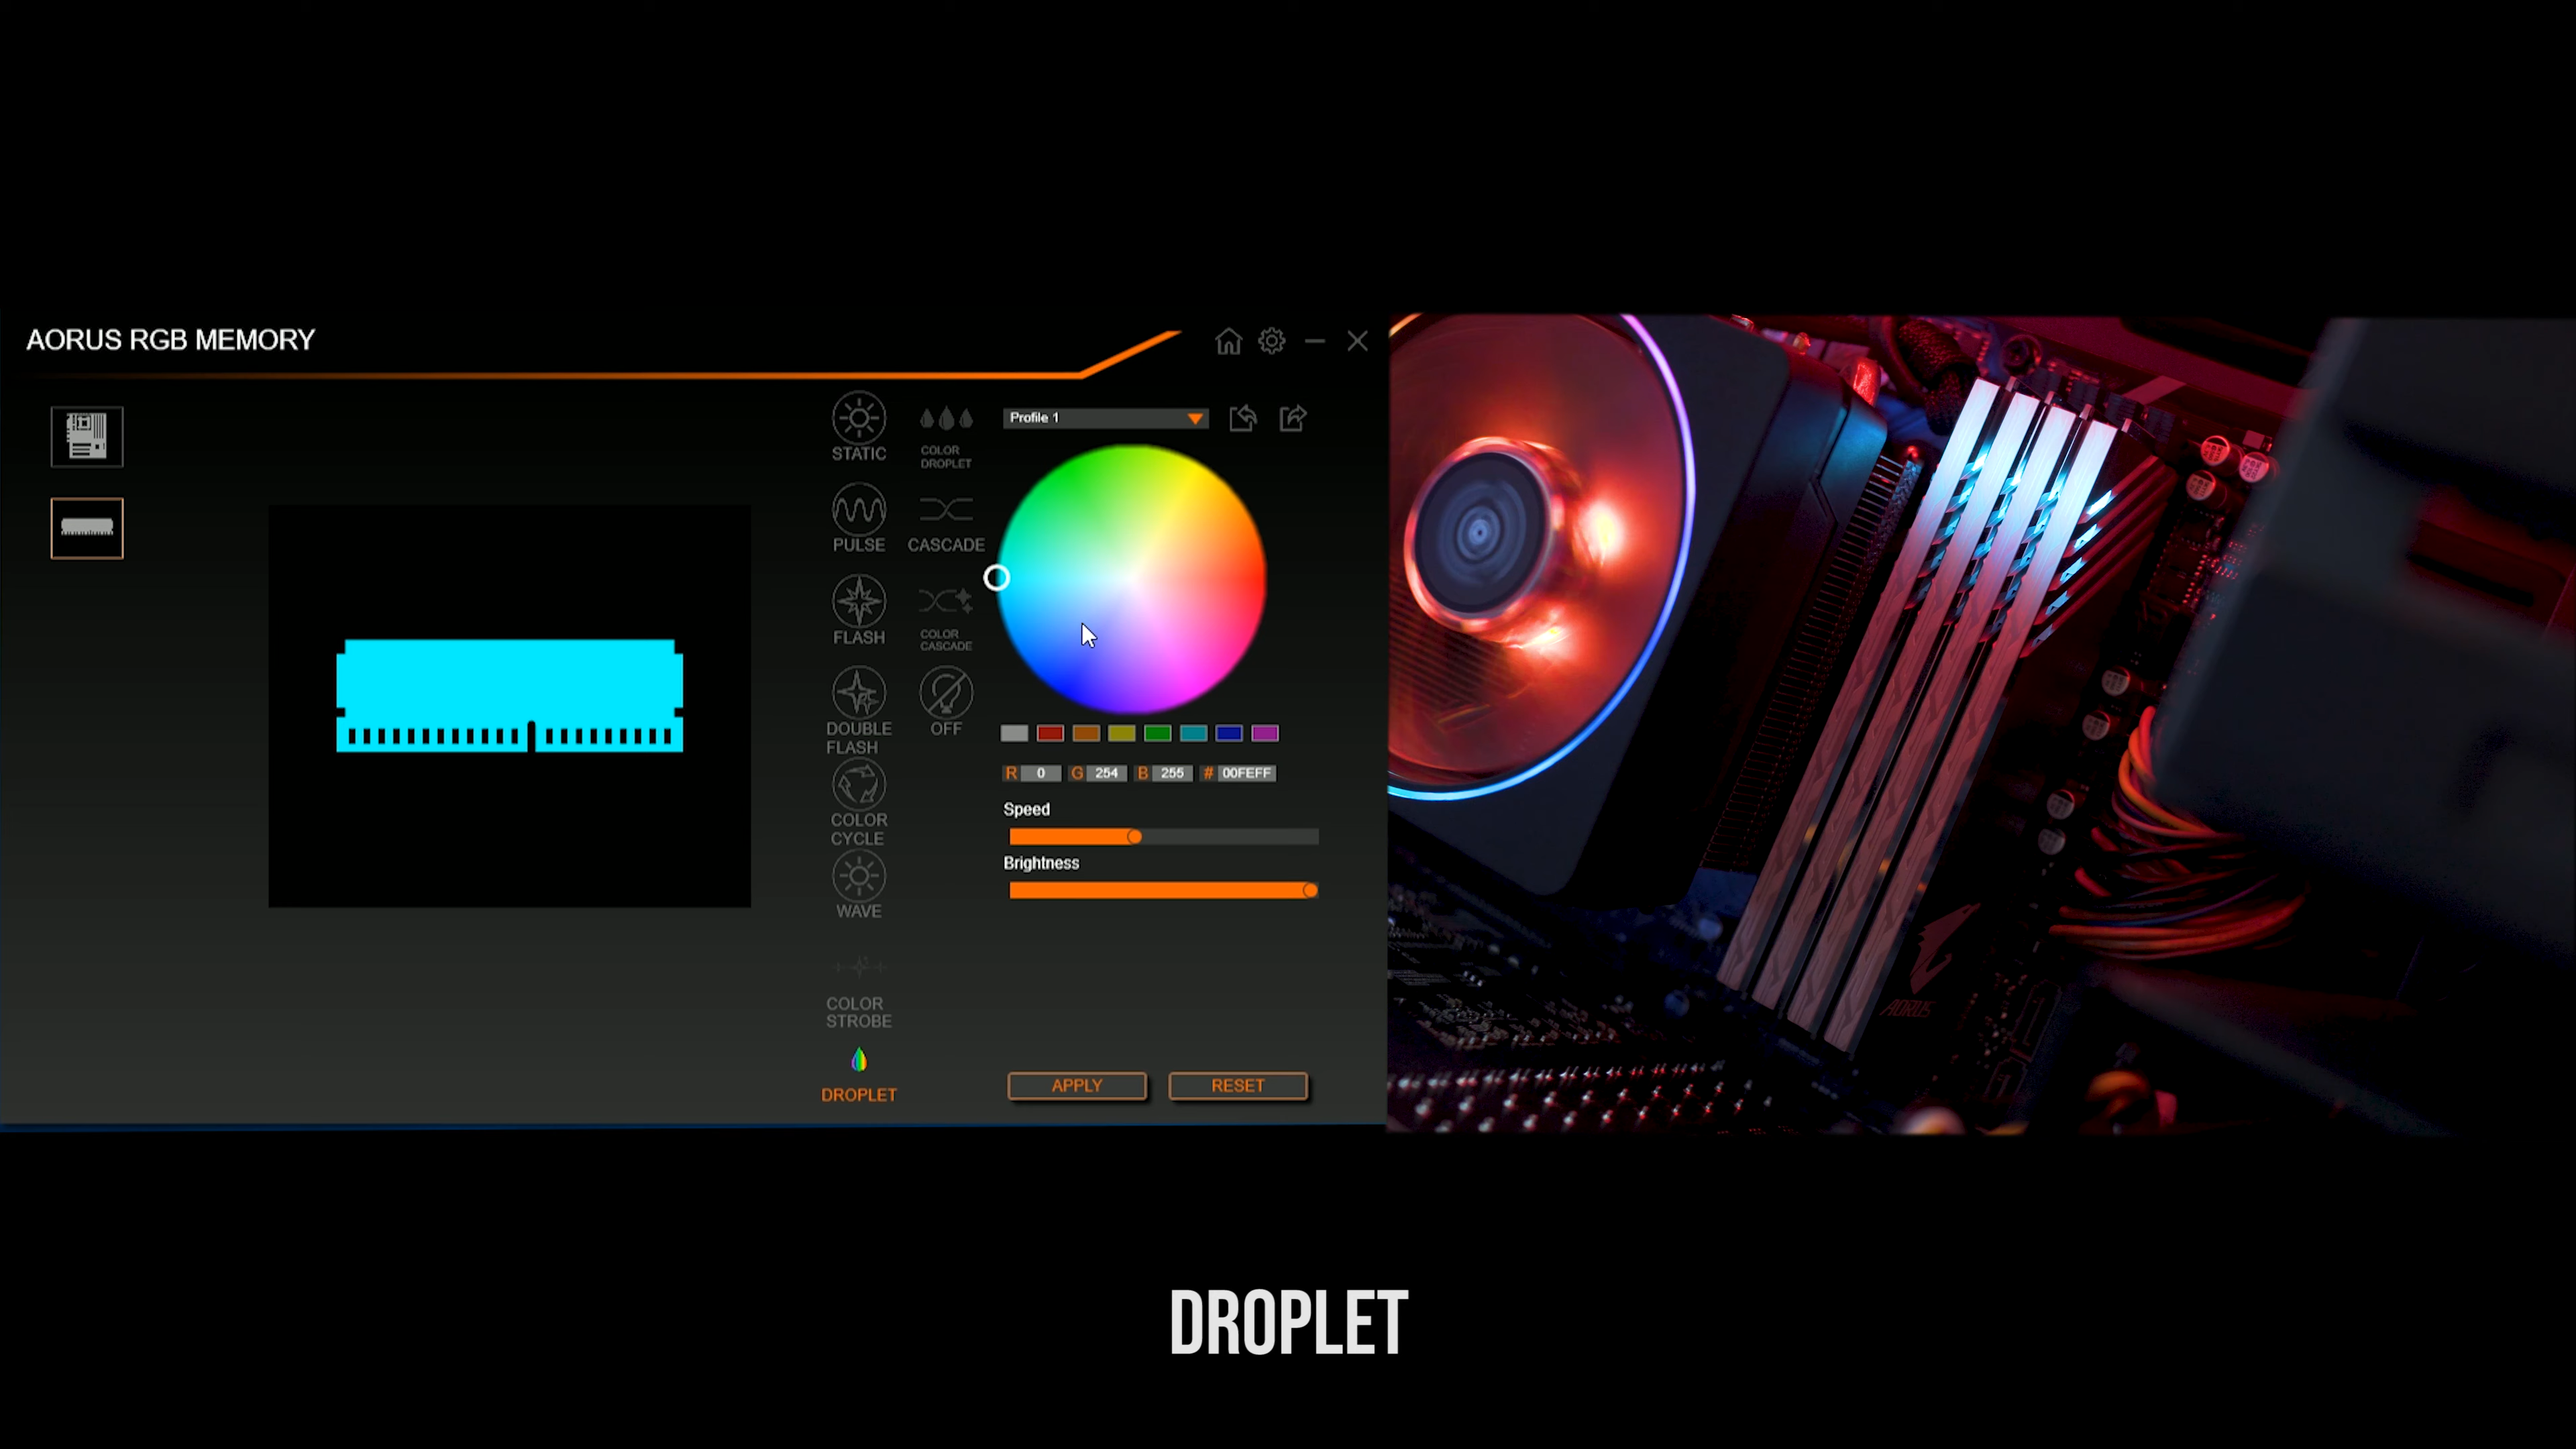 AORUS RGB MEMORY
STATIC
COLOR
DROPLET
PULSE
CASCADE
FLASH
COLOR
CASCADE
DOUBLE
FLASH
OFF
COLOR
CYCLE
WAVE
COLOR
STROBE
DROPLET
Profile 1
R 0 G 254 B 255 # 00FEFF
Speed
Brightness
APPLY RESET
AORUS
DROPLET